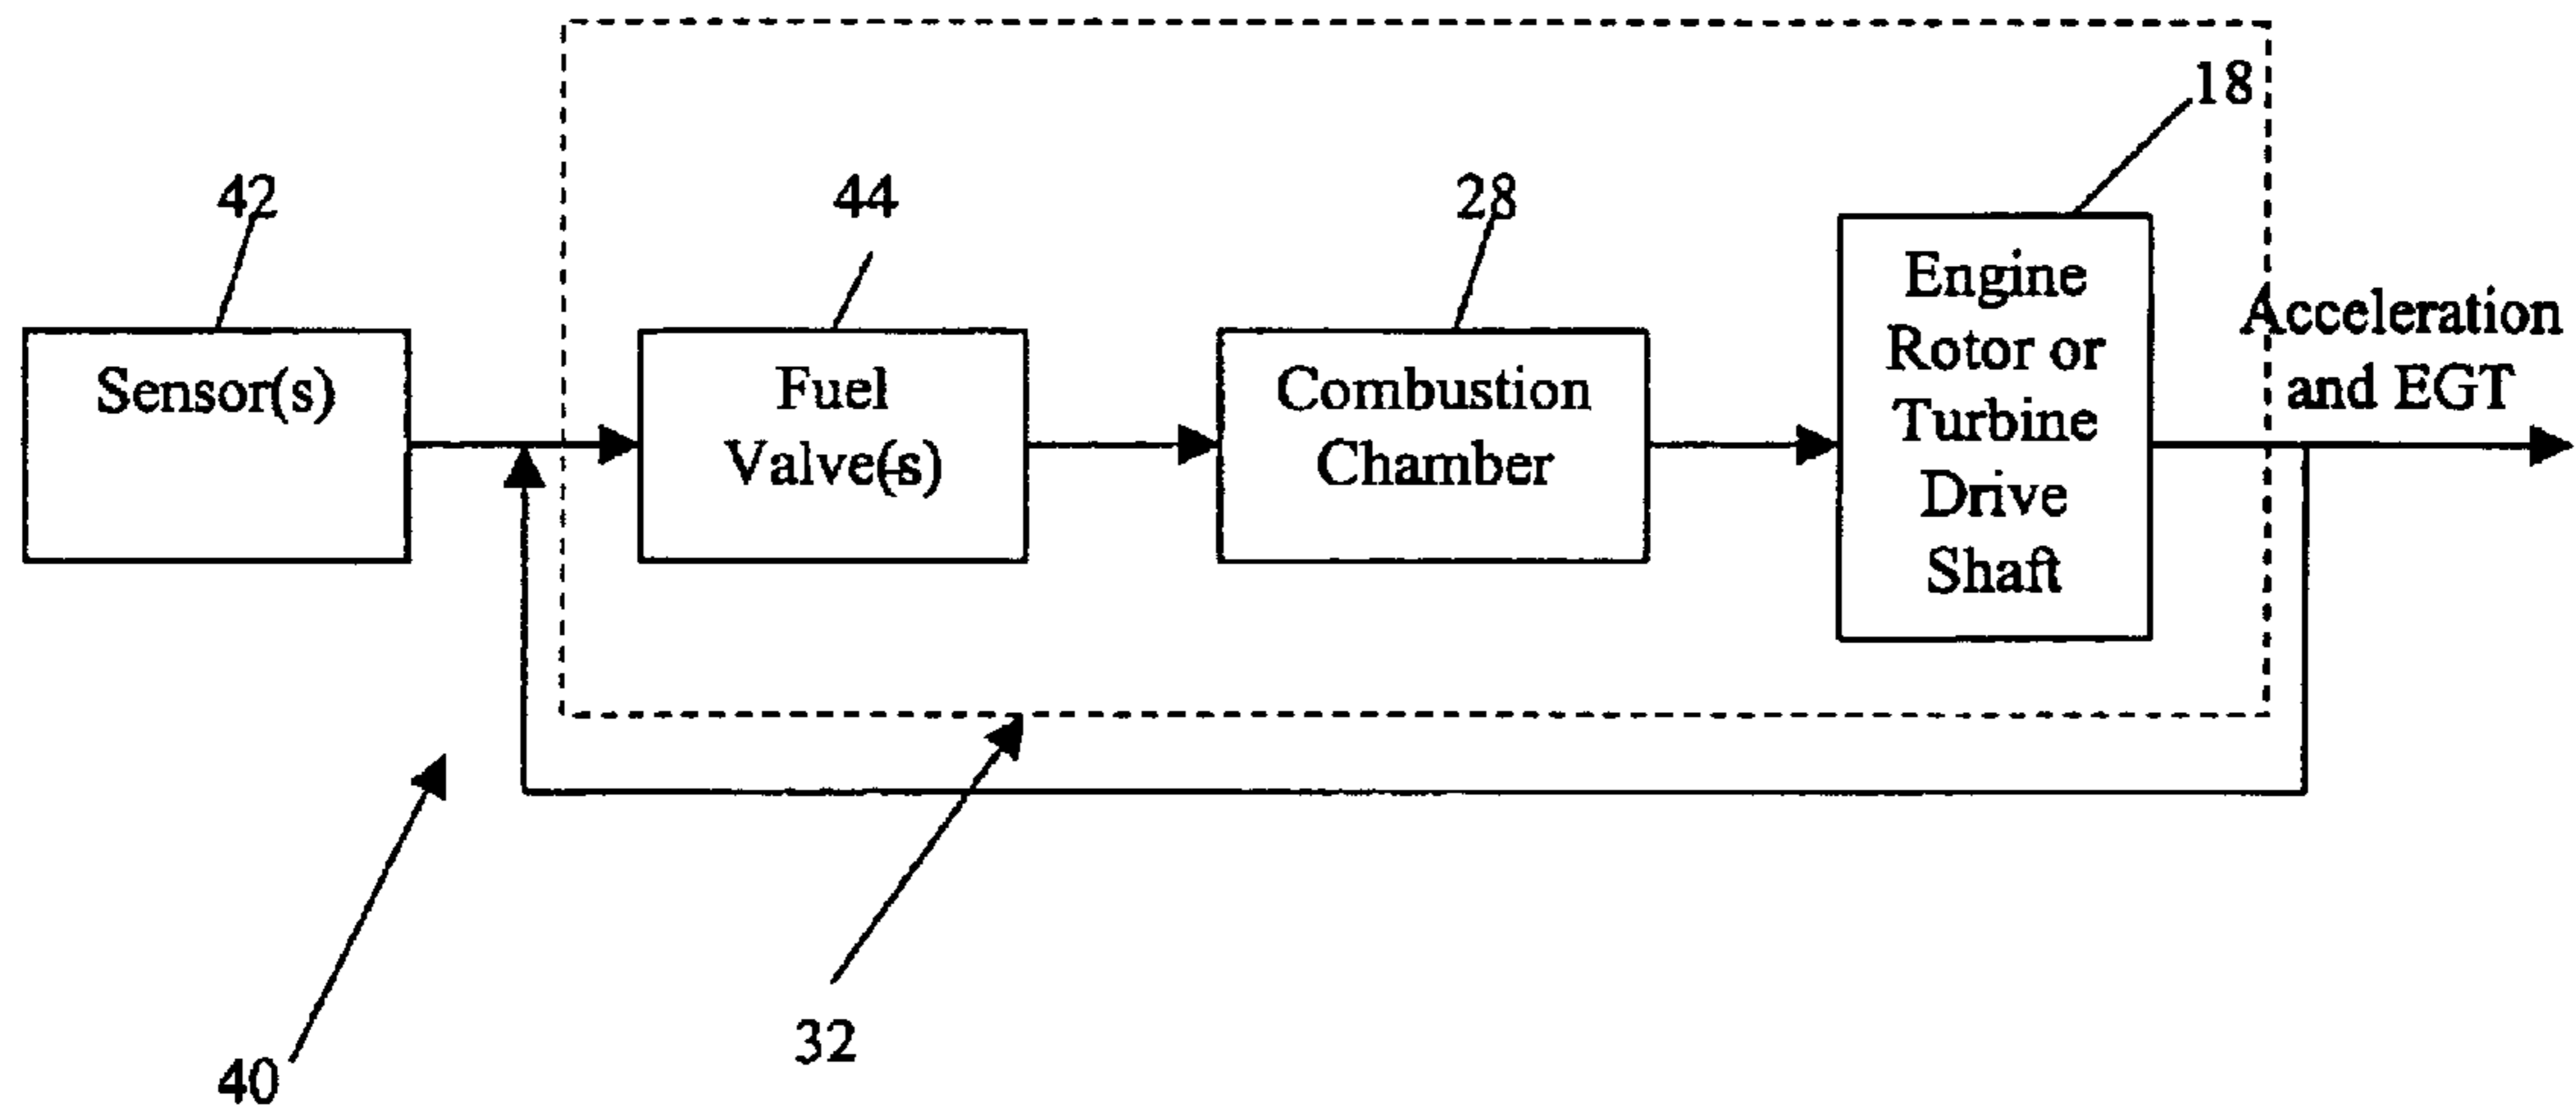 18
42
44
28
Sensor(s)
Fuel
Valve(s)
Combustion
Chamber
Engine
Rotor or
Turbine
Drive
Shaft
Acceleration
and EGT
32
40